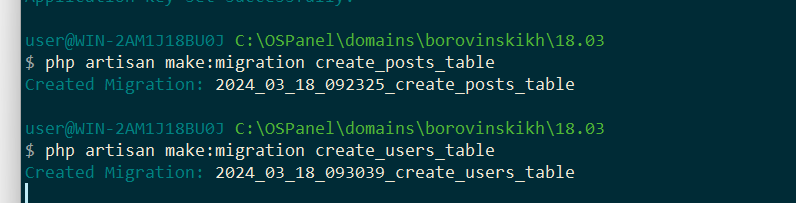 Application key set successfully.
user@WIN-2AM1J18BU0J C:\OSPanel\domains\borovinskikh\18.03
$ php artisan make:migration create_posts_table
Created Migration: 2024_03_18_092325_create_posts_table
user@WIN-2AM1J18BU0J C:\OSPanel\domains\borovinskikh\18.03
$ php artisan make:migration create_users_table
Created Migration: 2024_03_18_093039_create_users_table